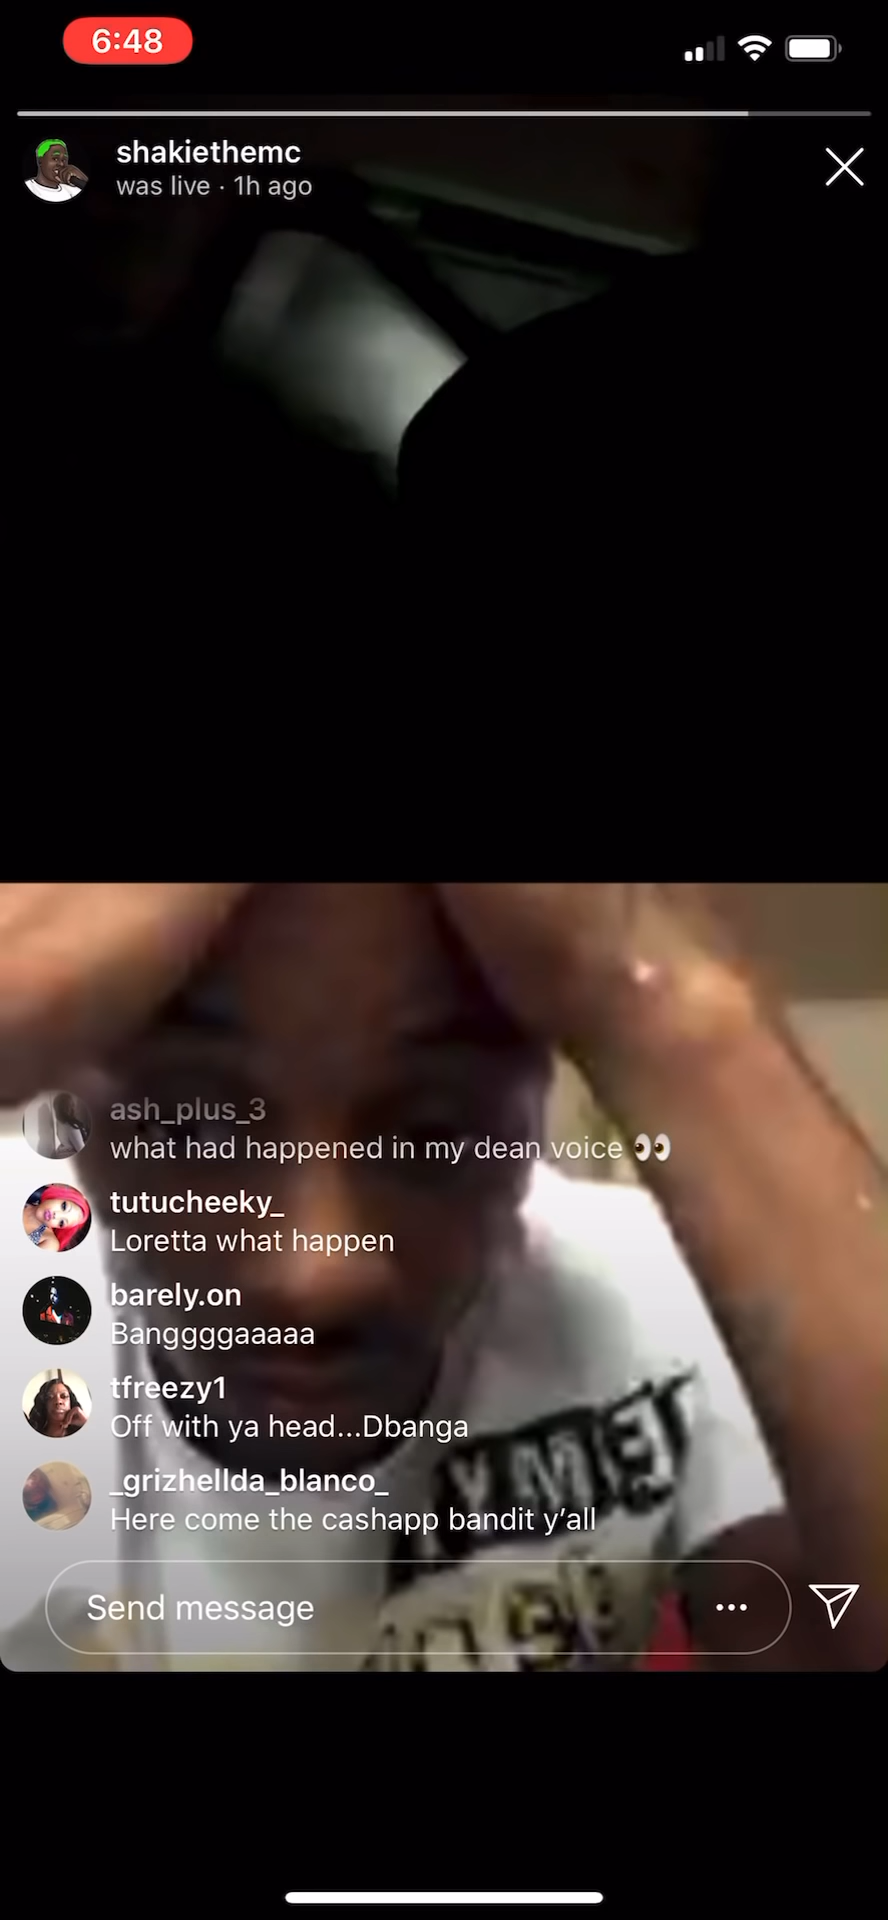 6:48
shakiethemc
was live · 1h ago
ash_plus_3
what had happened in my dean voice 👀
tutucheeky_
Loretta what happen
barely.on
Banggggaaaaa
tfreezy1
Off with ya head...Dbanga
_grizhellda_blanco_
Here come the cashapp bandit y’all
Send message